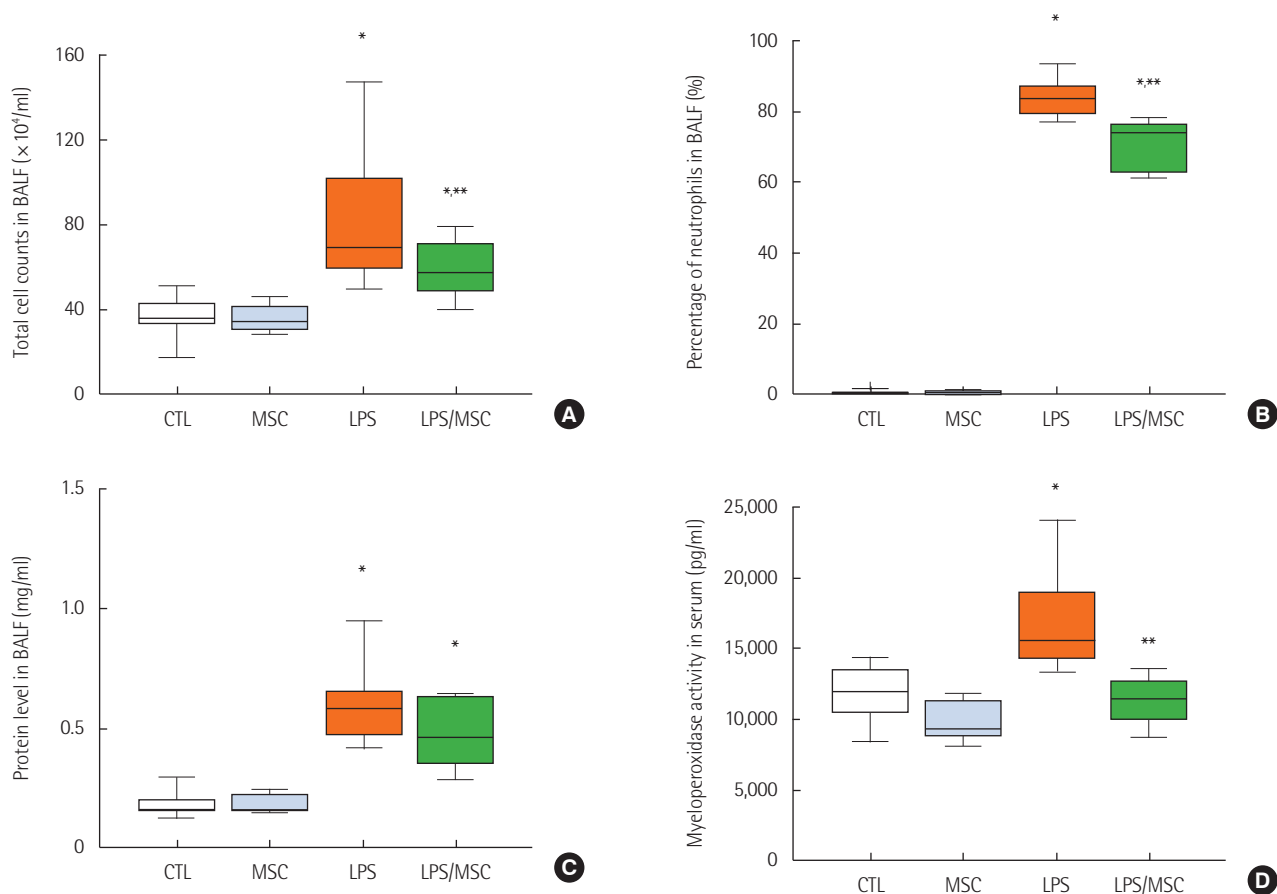 Total cell counts in BALF (× 10⁴/ml)
160
120
80
40
0
*
*,**
CTL MSC LPS LPS/MSC
A
Percentage of neutrophils in BALF (%)
100
80
60
40
20
0
*
*,**
CTL MSC LPS LPS/MSC
B
Protein level in BALF (mg/ml)
1.5
1.0
0.5
0
*
*
CTL MSC LPS LPS/MSC
C
Myeloperoxidase activity in serum (pg/ml)
25,000
20,000
15,000
10,000
5,000
0
*
**
CTL MSC LPS LPS/MSC
D